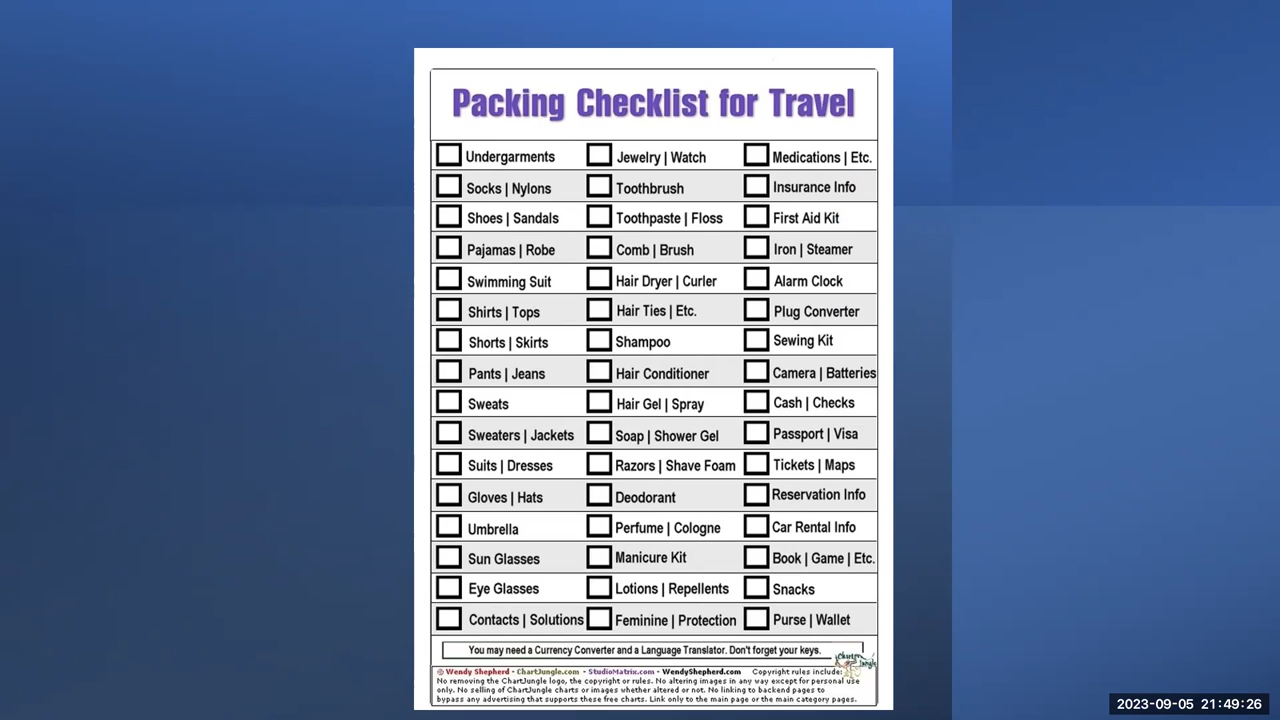 Packing Checklist for Travel
Undergarments Jewelry | Watch Medications | Etc.
Socks | Nylons Toothbrush Insurance Info
Shoes | Sandals Toothpaste | Floss First Aid Kit
Pajamas | Robe Comb | Brush Iron | Steamer
Swimming Suit Hair Dryer | Curler Alarm Clock
Shirts | Tops Hair Ties | Etc. Plug Converter
Shorts | Skirts Shampoo Sewing Kit
Pants | Jeans Hair Conditioner Camera | Batteries
Sweats Hair Gel | Spray Cash | Checks
Sweaters | Jackets Soap | Shower Gel Passport | Visa
Suits | Dresses Razors | Shave Foam Tickets | Maps
Gloves | Hats Deodorant Reservation Info
Umbrella Perfume | Cologne Car Rental Info
Sun Glasses Manicure Kit Book | Game | Etc.
Eye Glasses Lotions | Repellents Snacks
Contacts | Solutions Feminine | Protection Purse | Wallet
You may need a Currency Converter and a Language Translator. Don't forget your keys.
Chart Jungle
© Wendy Shepherd • ChartJungle.com • StudioMatrix.com • WendyShepherd.com Copyright rules include:
No removing the ChartJungle logo, the copyright or rules. No altering images in any way except for personal use
only. No selling of ChartJungle charts or images whether altered or not. No linking to backend pages to
bypass any advertising that supports these free charts. Link only to the main page or the main category pages.
2023-09-05 21:49:26